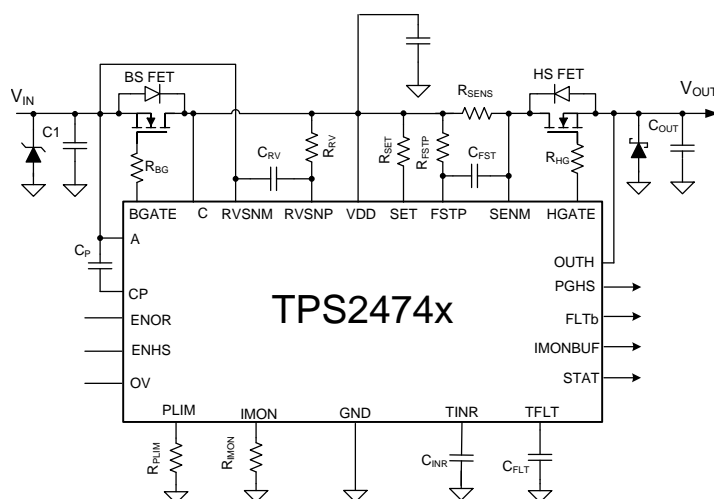 BS FET
HS FET
VIN
VOUT
RSENS
C1
COUT
RBG
CRV
RRV
RSET
RFSTP
CFST
RHG
BGATE
C
RVSNM
RVSNP
VDD
SET
FSTP
SENM
HGATE
A
CP
CP
ENOR
ENHS
OV
TPS2474x
OUTH
PGHS
FLTb
IMONBUF
STAT
PLIM
IMON
GND
TINR
TFLT
RPLIM
RIMON
CINR
CFLT